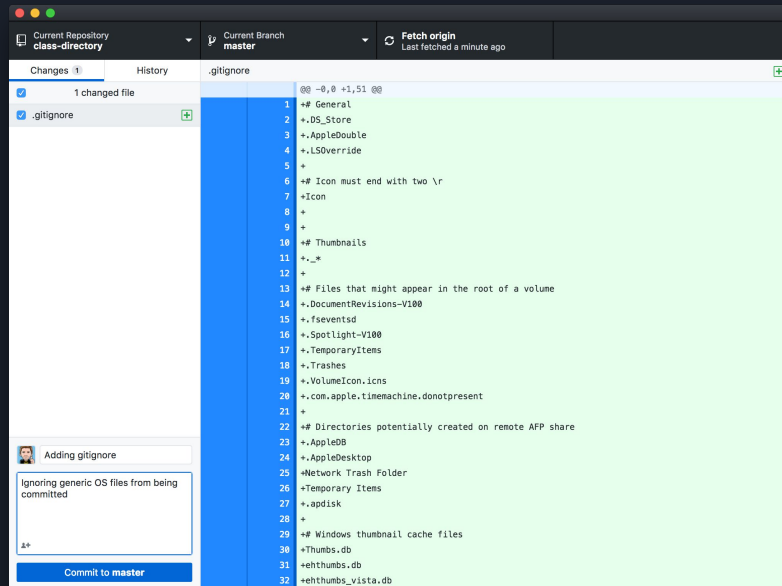 Current Repository
class-directory
Current Branch
master
Fetch origin
Last fetched a minute ago
Changes 1
History
.gitignore
1 changed file
.gitignore
@@ -0,0 +1,51 @@
1 +# General
2 +.DS_Store
3 +.AppleDouble
4 +.LSOverride
5 +
6 +# Icon must end with two \r
7 +Icon
8 +
9 +
10 +# Thumbnails
11 +._*
12 +
13 +# Files that might appear in the root of a volume
14 +.DocumentRevisions-V100
15 +.fseventsd
16 +.Spotlight-V100
17 +.TemporaryItems
18 +.Trashes
19 +.VolumeIcon.icns
20 +.com.apple.timemachine.donotpresent
21 +
22 +# Directories potentially created on remote AFP share
23 +.AppleDB
24 +.AppleDesktop
25 +Network Trash Folder
26 +Temporary Items
27 +.apdisk
28 +
29 +# Windows thumbnail cache files
30 +Thumbs.db
31 +ehthumbs.db
32 +ehthumbs_vista.db
Adding gitignore
Ignoring generic OS files from being
committed
Commit to master